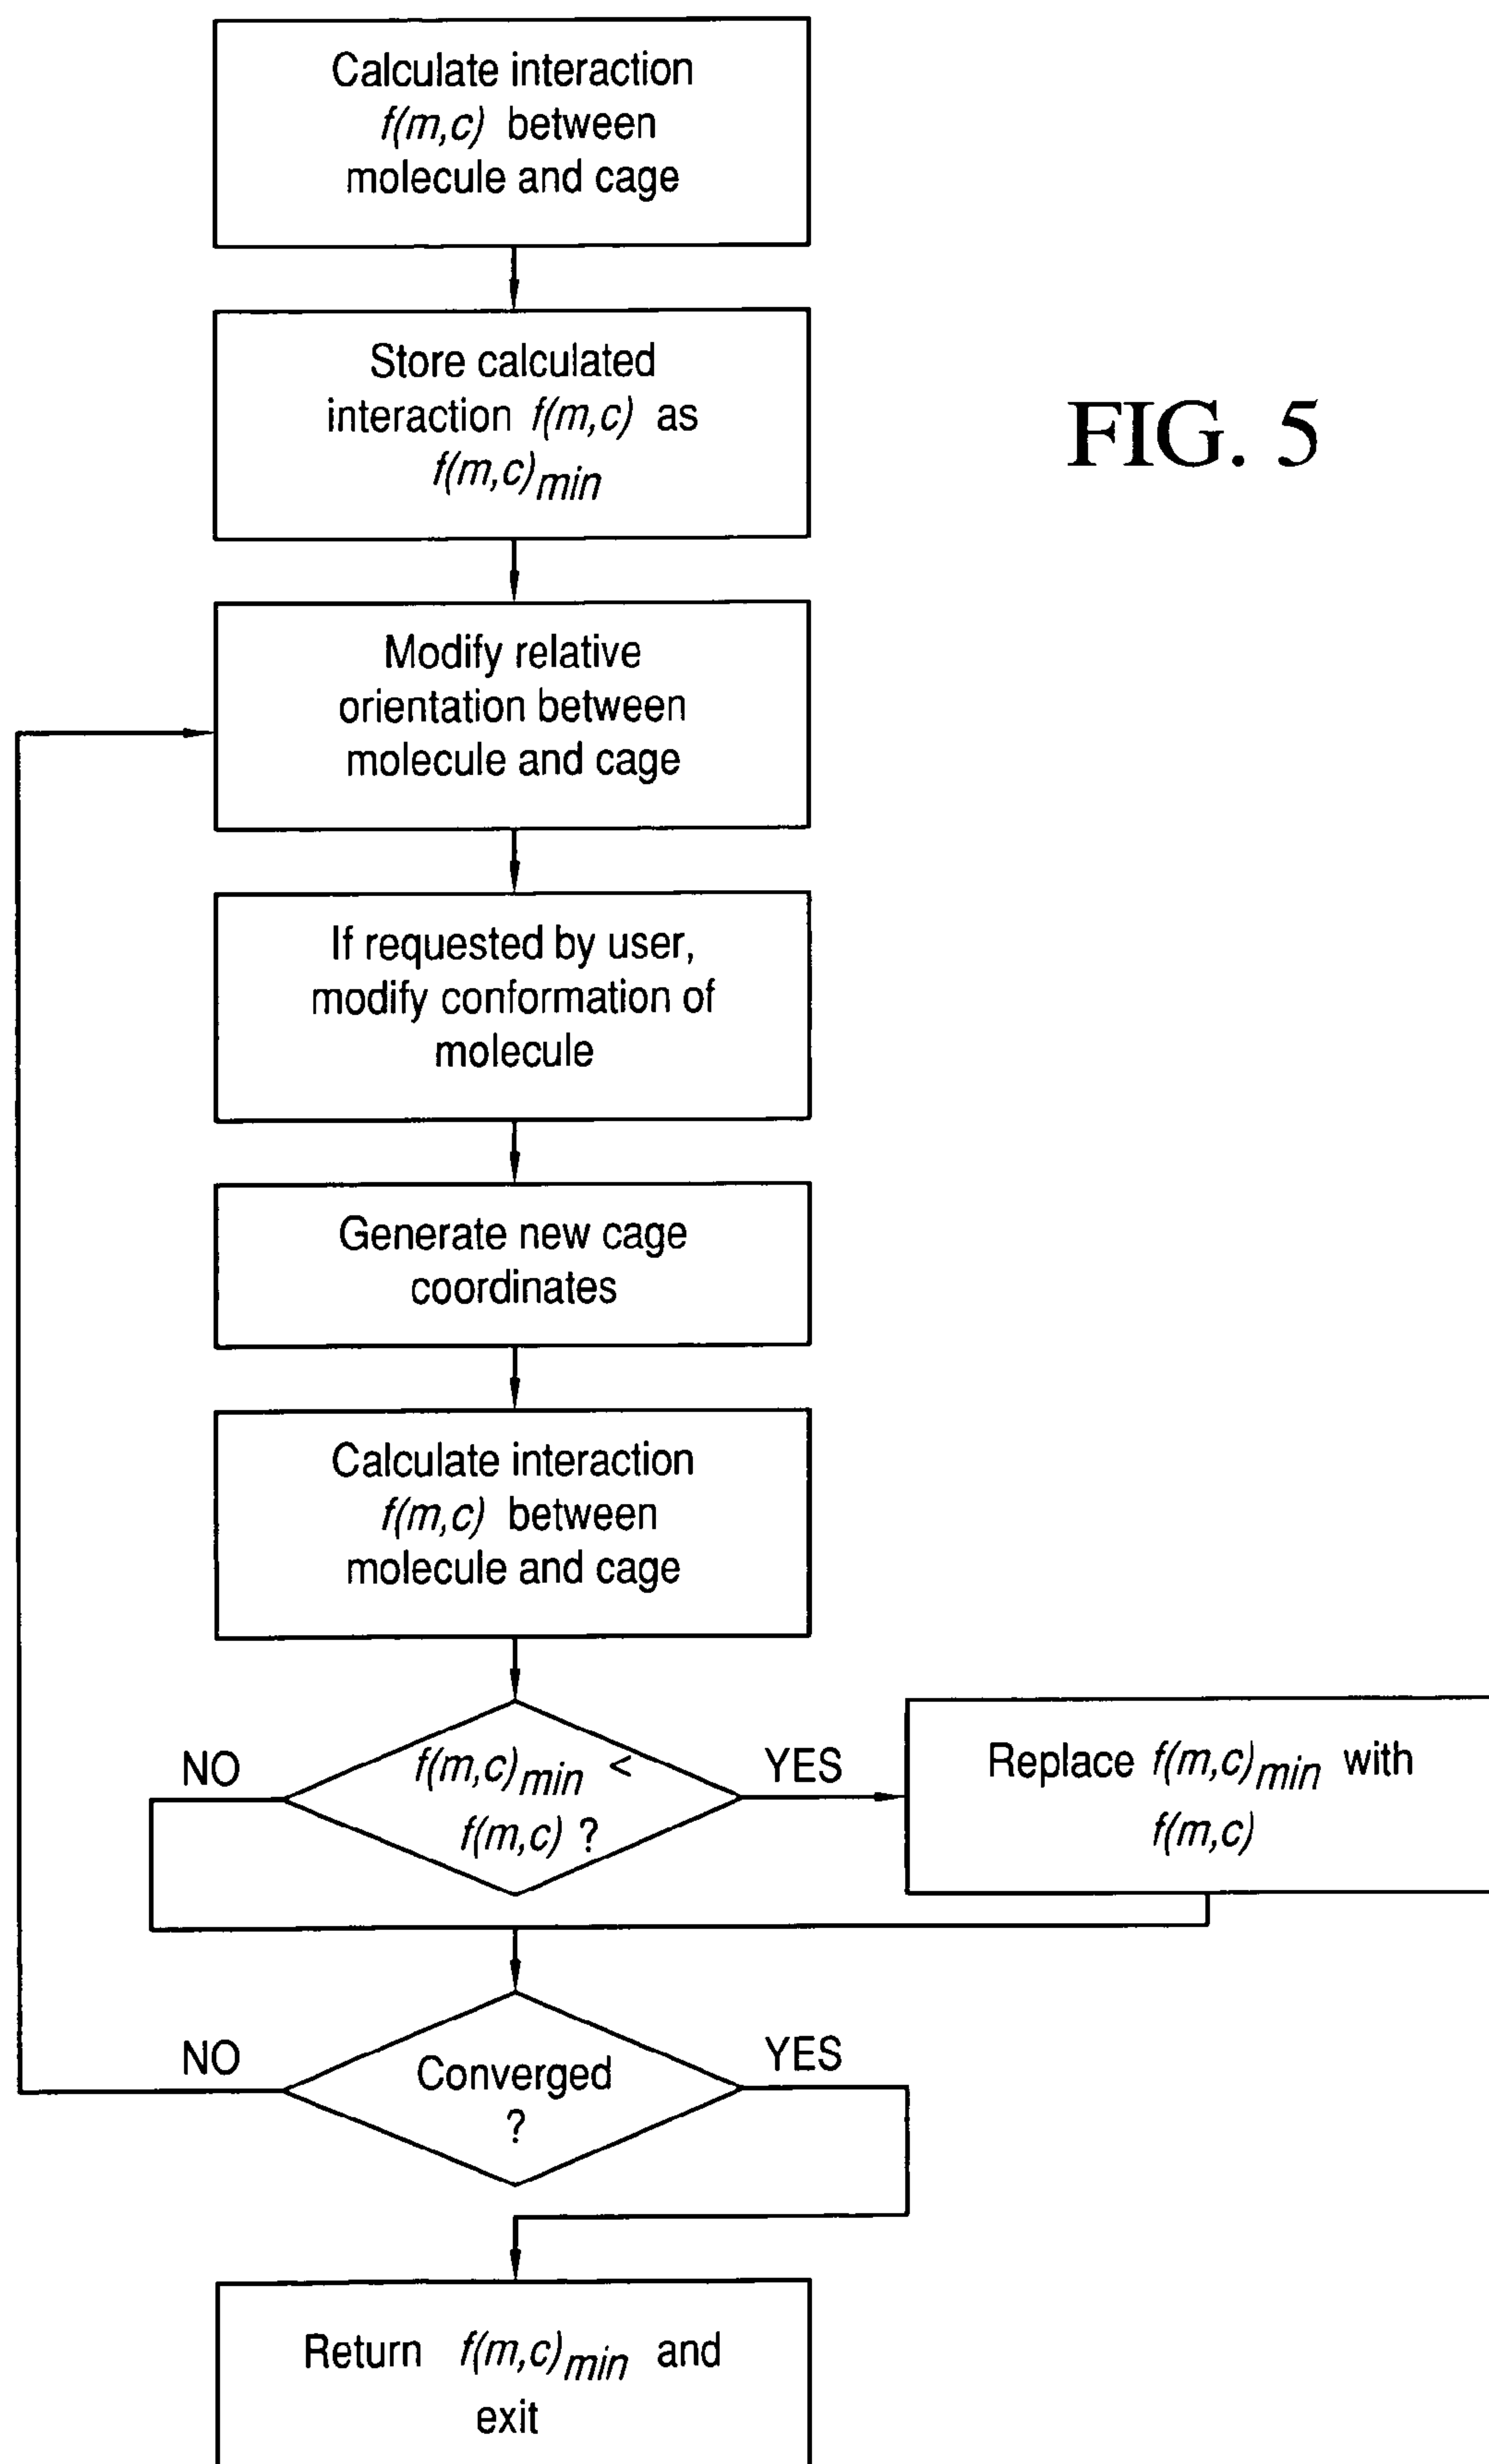 Calculate interaction
f(m,c) between
molecule and cage
Store calculated
interaction f(m,c) as
f(m,c)min
FIG. 5
Modify relative
orientation between
molecule and cage
If requested by user,
modify conformation of
molecule
Generate new cage
coordinates
Calculate interaction
f(m,c) between
molecule and cage
NO
f(m,c)min <
f(m,c) ?
YES
Replace f(m,c)min with
f(m,c)
NO
Converged
?
YES
Return f(m,c)min and
exit